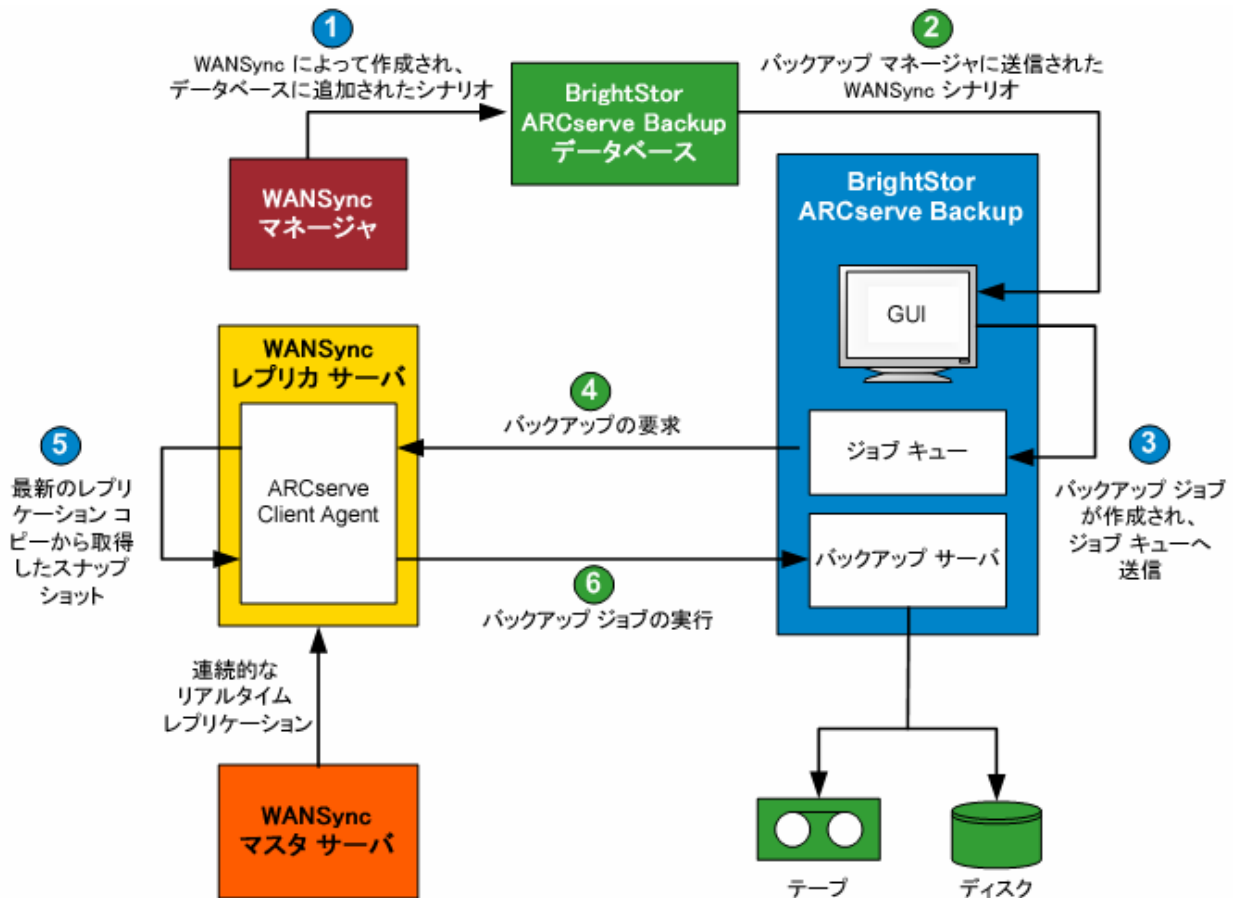 1
WANSync によって作成され、
データベースに追加されたシナリオ
2
バックアップ マネージャに送信された
WANSync シナリオ
BrightStor
ARCserve Backup
データベース
WANSync
マネージャ
BrightStor
ARCserve Backup
GUI
WANSync
レプリカ サーバ
4
バックアップの要求
ジョブ キュー
3
バックアップ ジョブ
が作成され、
ジョブ キューへ
送信
5
最新のレプリ
ケーション コ
ピーから取得
したスナップ
ショット
ARCserve
Client Agent
バックアップ サーバ
6
バックアップ ジョブの実行
連続的な
リアルタイム
レプリケーション
WANSync
マスタ サーバ
テープ
ディスク